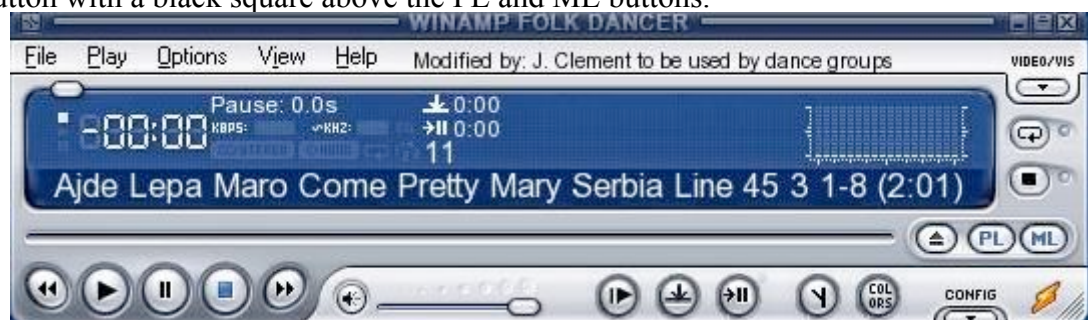 utton with a black square above the PL and ML buttons.
WINAMP FOLK DANCER
File Play Options View Help Modified by: J. Clement to be used by dance groups VIDEO/VIS
Pause: 0.0s 0:00
-00:00 KBPS: KHZ: 0:00
11
Ajde Lepa Maro Come Pretty Mary Serbia Line 45 3 1-8 (2:01)
PL ML
COL
ORS CONFIG